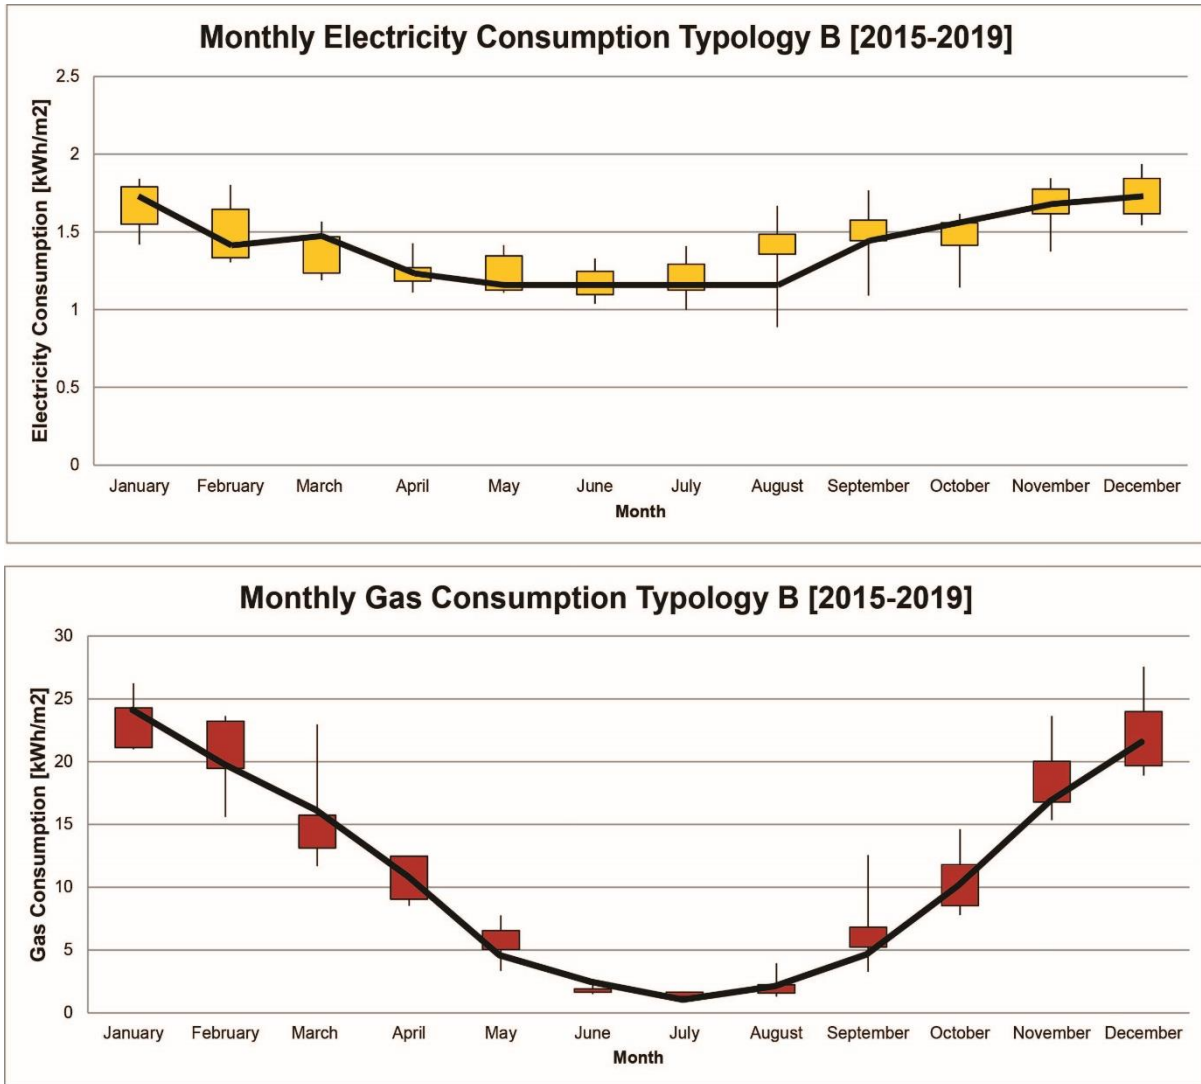 Monthly Electricity Consumption Typology B [2015-2019]
Electricity Consumption [kWh/m2]
2.5
2
1.5
1
0.5
0
January February March April May June July August September October November December
Month
Monthly Gas Consumption Typology B [2015-2019]
Gas Consumption [kWh/m2]
30
25
20
15
10
5
0
January February March April May June July August September October November December
Month